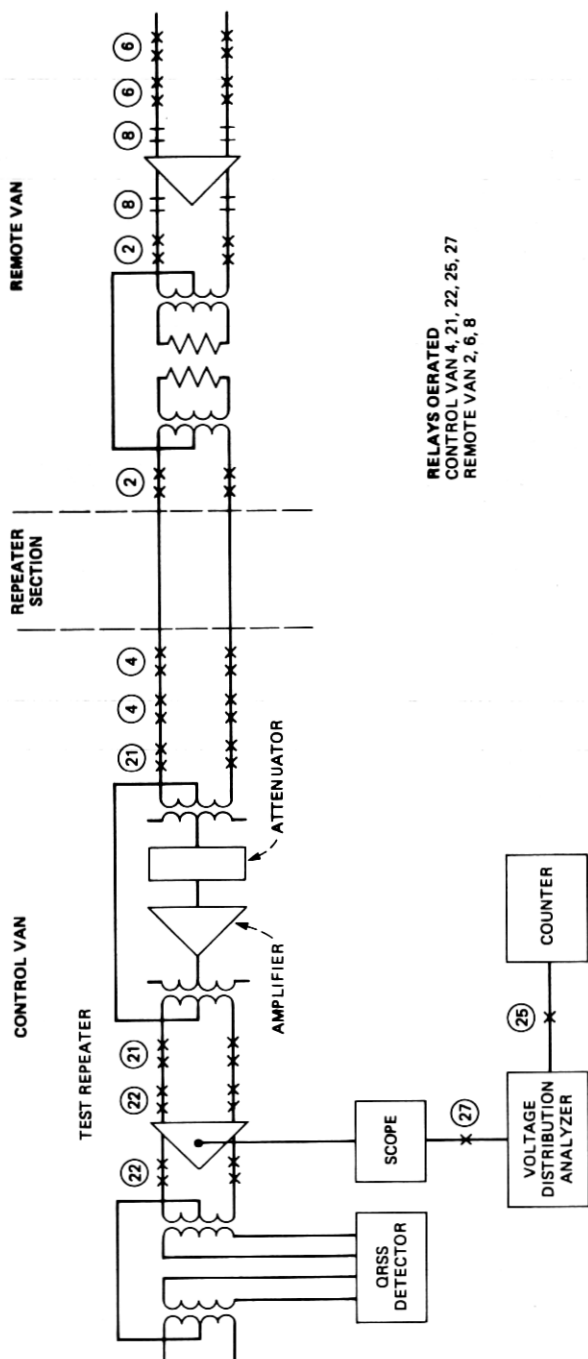 CONTROL VAN
REPEATER
SECTION
REMOTE VAN
TEST REPEATER
22
22
21
21
4
4
2
2
8
8
6
6
AMPLIFIER
ATTENUATOR
QRSS
DETECTOR
SCOPE
27
VOLTAGE
DISTRIBUTION
ANALYZER
25
COUNTER
RELAYS OERATED
CONTROL VAN 4, 21, 22, 25, 27
REMOTE VAN 2, 6, 8